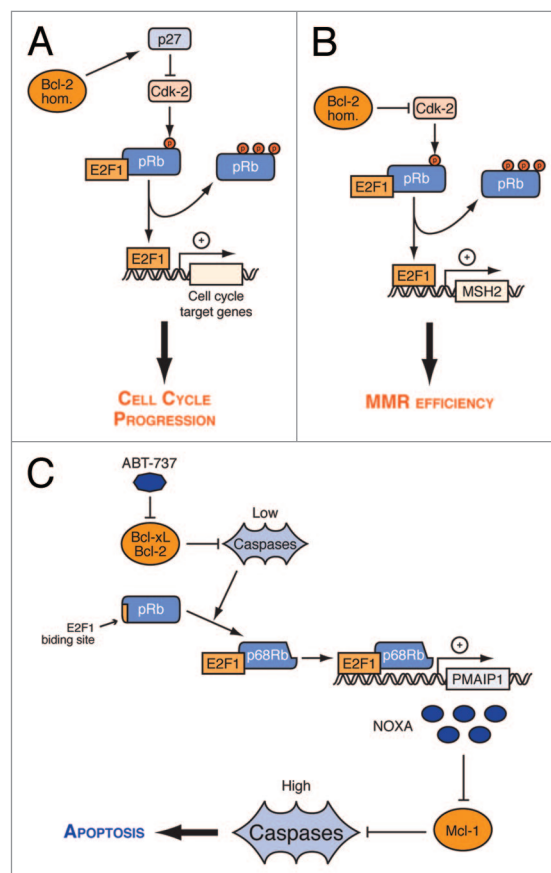 A
p27
Bcl-2
hom.
Cdk-2
p
pRb
E2F1
p p p
pRb
+
E2F1
Cell cycle
target genes
CELL CYCLE
PROGRESSION
B
Bcl-2
hom.
Cdk-2
p
pRb
E2F1
p p p
pRb
+
E2F1
MSH2
MMR EFFICIENCY
C
ABT-737
Bcl-xL
Bcl-2
Low
Caspases
pRb
E2F1
biding site
E2F1
p68Rb
E2F1
p68Rb
+
PMAIP1
NOXA
Mcl-1
High
Caspases
APOPTOSIS